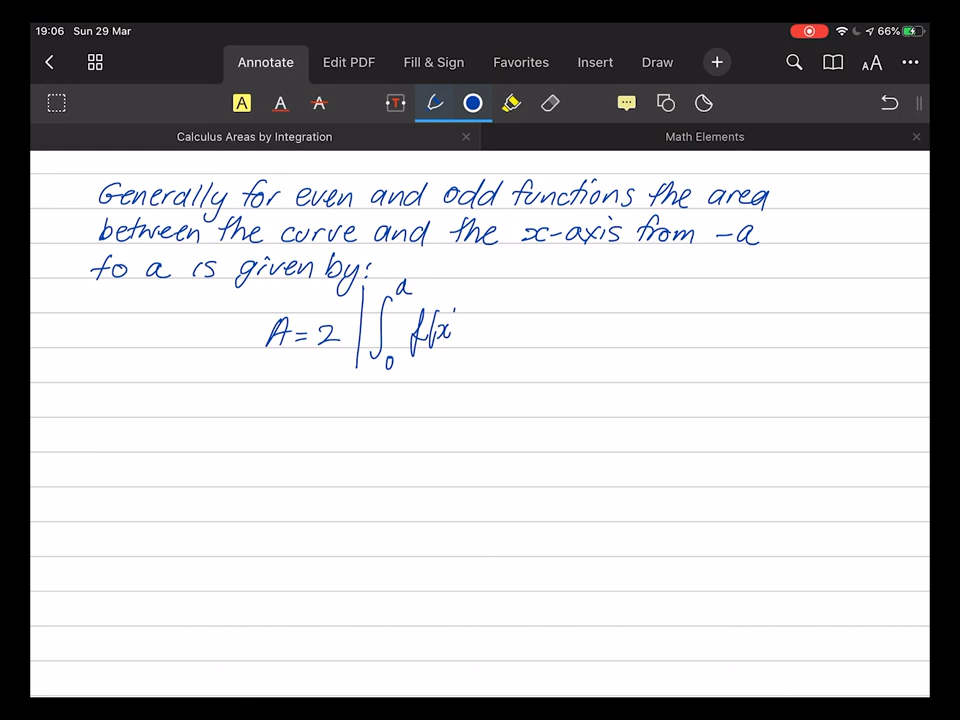 19:06 Sun 29 Mar 66%
Annotate Edit PDF Fill & Sign Favorites Insert Draw + AA
A A T T
Calculus Areas by Integration × Math Elements ×
Generally for even and odd functions the area
between the curve and the x-axis from -a
to a is given by:
A = 2 | ∫₀ᵃ f(x